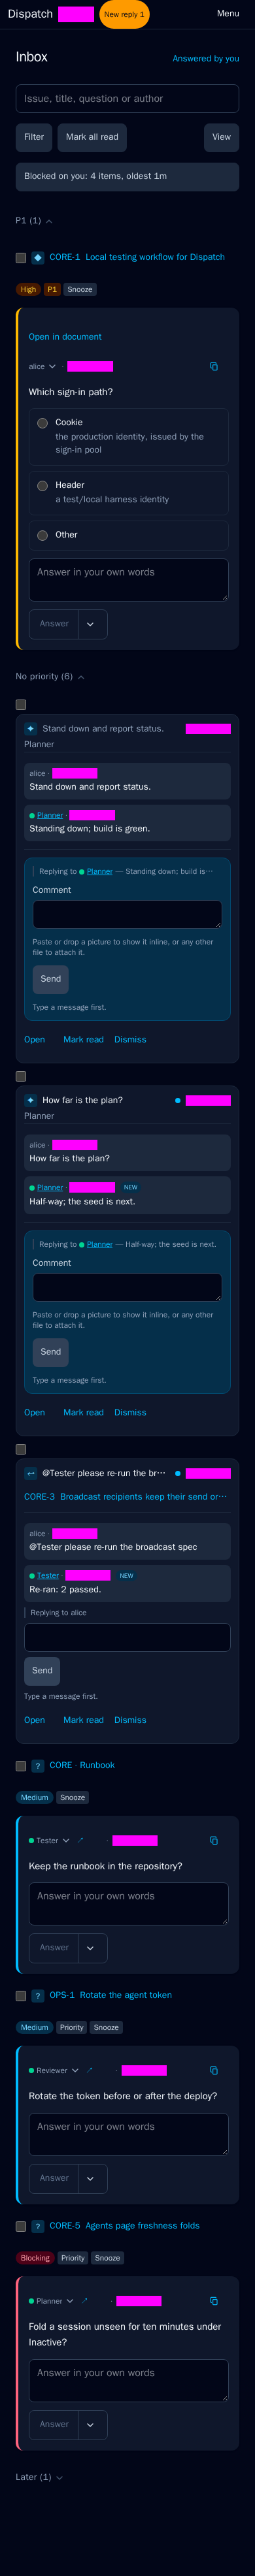 Dispatch New reply 1 Menu
Inbox Answered by you
Issue, title, question or author
Filter Mark all read View
Blocked on you: 4 items, oldest 1m
P1 (1)
CORE-1 Local testing workflow for Dispatch
High P1 Snooze
Open in document
alice ·
Which sign-in path?
Cookie
the production identity, issued by the
sign-in pool
Header
a test/local harness identity
Other
Answer in your own words
Answer
No priority (6)
Stand down and report status.
Planner
alice ·
Stand down and report status.
Planner ·
Standing down; build is green.
Replying to Planner — Standing down; build is…
Comment
Paste or drop a picture to show it inline, or any other
file to attach it.
Send
Type a message first.
Open Mark read Dismiss
How far is the plan?
Planner
alice ·
How far is the plan?
Planner · NEW
Half-way; the seed is next.
Replying to Planner — Half-way; the seed is next.
Comment
Paste or drop a picture to show it inline, or any other
file to attach it.
Send
Type a message first.
Open Mark read Dismiss
@Tester please re-run the br…
CORE-3 Broadcast recipients keep their send or…
alice ·
@Tester please re-run the broadcast spec
Tester · NEW
Re-ran: 2 passed.
Replying to alice
Send
Type a message first.
Open Mark read Dismiss
? CORE · Runbook
Medium Snooze
Tester ·
Keep the runbook in the repository?
Answer in your own words
Answer
? OPS-1 Rotate the agent token
Medium Priority Snooze
Reviewer ·
Rotate the token before or after the deploy?
Answer in your own words
Answer
? CORE-5 Agents page freshness folds
Blocking Priority Snooze
Planner ·
Fold a session unseen for ten minutes under
Inactive?
Answer in your own words
Answer
Later (1)